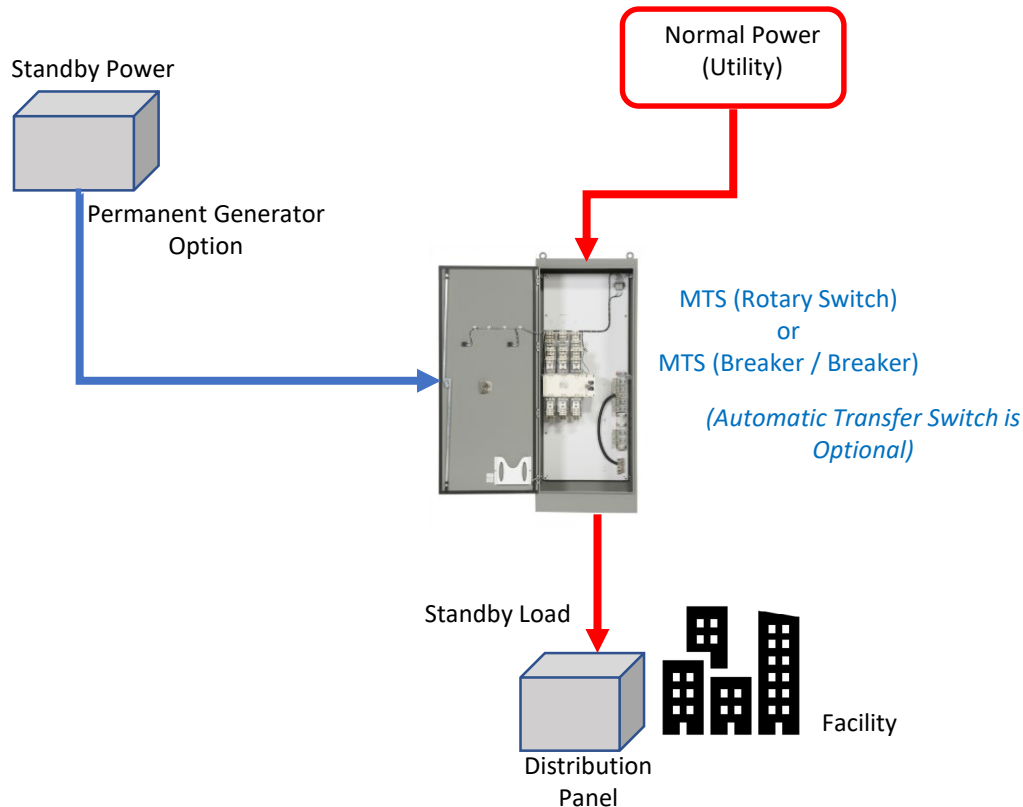 Normal Power
(Utility)
Standby Power
Permanent Generator
Option
MTS (Rotary Switch)
or
MTS (Breaker / Breaker)
(Automatic Transfer Switch is
Optional)
Standby Load
Facility
Distribution
Panel